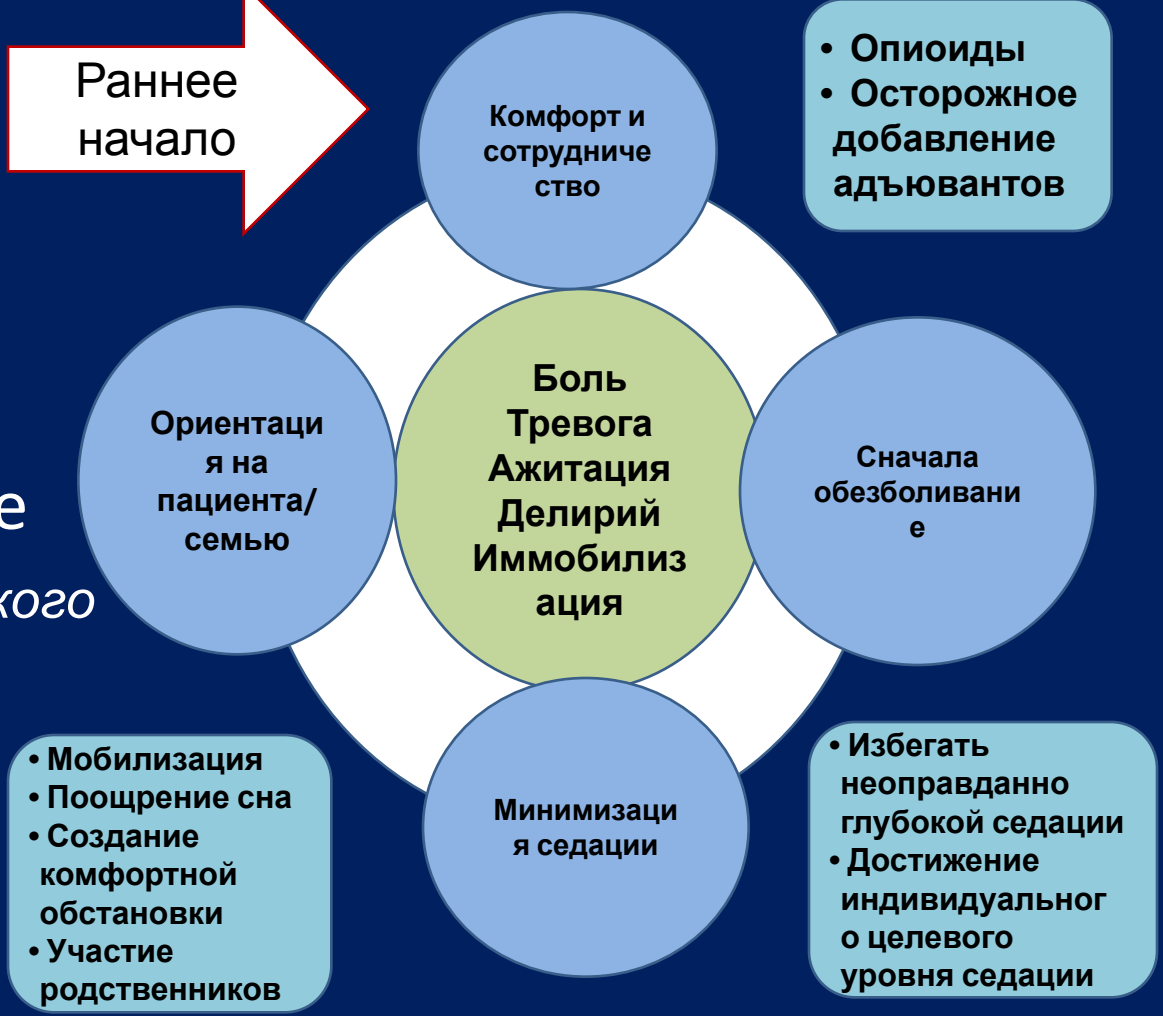 Раннее
начало
Комфорт и
сотрудниче
ство
• Опиоиды
• Осторожное
добавление
адъювантов
Ориентаци
я на
пациента/
семью
Боль
Тревога
Ажитация
Делирий
Иммобилиз
ация
Сначала
обезболивани
е
е
кого
Минимизаци
я седации
• Мобилизация
• Поощрение сна
• Создание
комфортной
обстановки
• Участие
родственников
• Избегать
неоправданно
глубокой седации
• Достижение
индивидуальног
о целевого
уровня седации